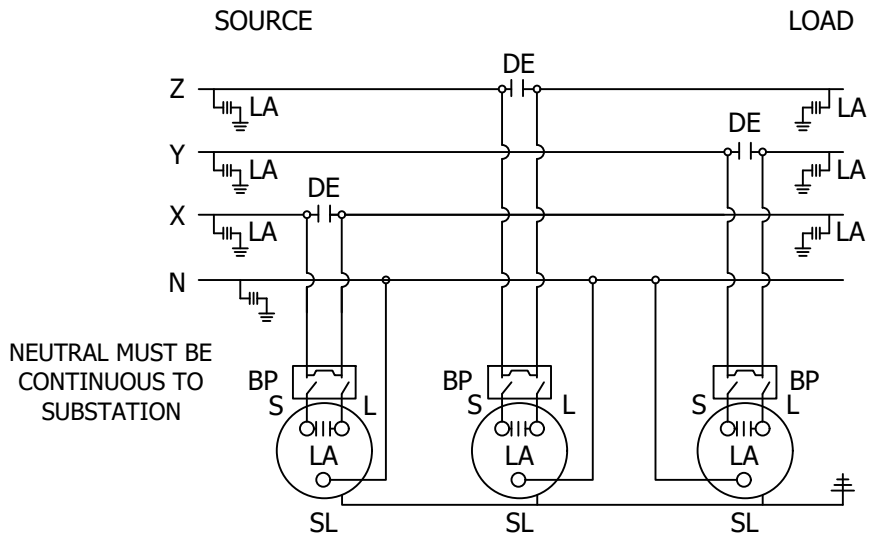 SOURCE LOAD
DE
Z LA LA
DE
Y LA LA
DE
X LA LA
N
NEUTRAL MUST BE
CONTINUOUS TO
SUBSTATION
BP BP BP
S L S L S L
LA LA LA
SL SL SL